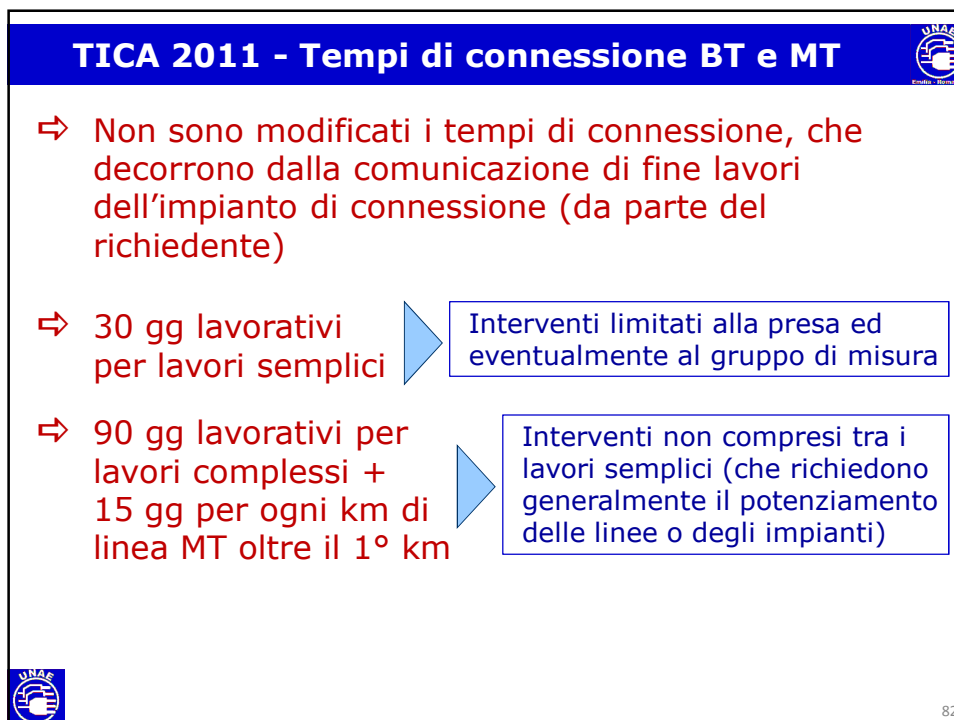 TICA 2011 - Tempi di connessione BT e MT
UNAE
Non sono modificati i tempi di connessione, che
decorrono dalla comunicazione di fine lavori
dell'impianto di connessione (da parte del
richiedente)
30 gg lavorativi
per lavori semplici
Interventi limitati alla presa ed
eventualmente al gruppo di misura
90 gg lavorativi per
lavori complessi +
15 gg per ogni km di
linea MT oltre il 1° km
Interventi non compresi tra i
lavori semplici (che richiedono
generalmente il potenziamento
delle linee o degli impianti)
UNAE
82